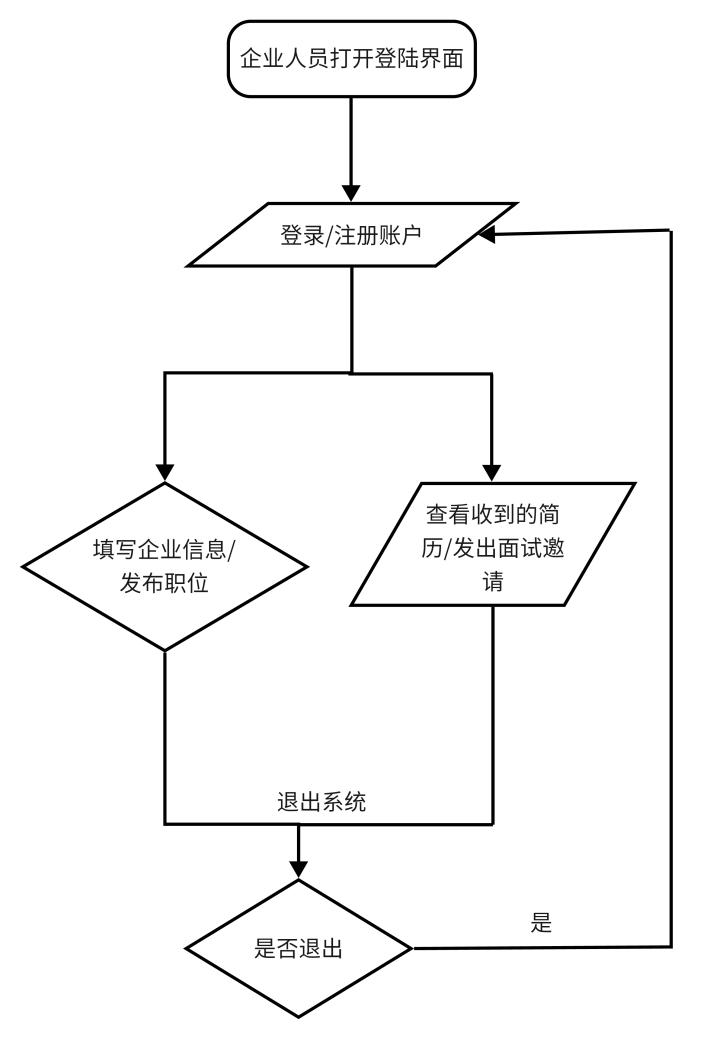 企业人员打开登陆界面
登录/注册账户
填写企业信息/
发布职位
查看收到的简
历/发出面试邀
请
退出系统
是
是否退出